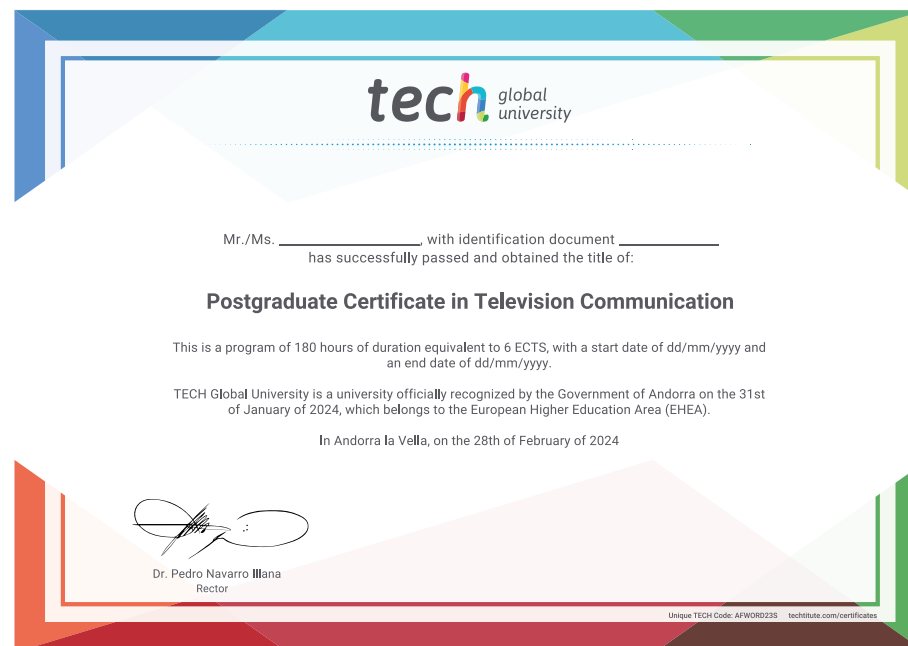 tech global
university
Mr./Ms. ____________________, with identification document ______________
has successfully passed and obtained the title of:
Postgraduate Certificate in Television Communication
This is a program of 180 hours of duration equivalent to 6 ECTS, with a start date of dd/mm/yyyy and
an end date of dd/mm/yyyy.
TECH Global University is a university officially recognized by the Government of Andorra on the 31st
of January of 2024, which belongs to the European Higher Education Area (EHEA).
In Andorra la Vella, on the 28th of February of 2024
Dr. Pedro Navarro Illana
Rector
Unique TECH Code: AFWORD23S techtitute.com/certificates